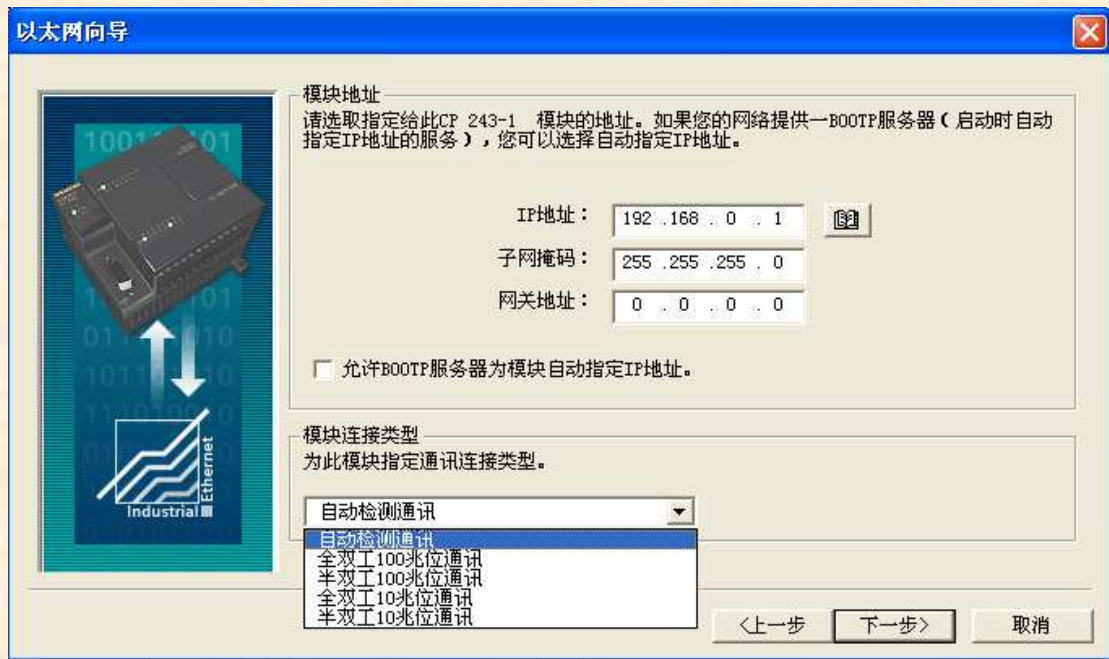 以太网向导
模块地址
请选取指定给此CP 243-1 模块的地址。如果您的网络提供一BOOTP服务器（启动时自动
指定IP地址的服务），您可以选择自动指定IP地址。
IP地址： 192 .168 . 0 . 1
子网掩码： 255 .255 .255 . 0
网关地址： 0 . 0 . 0 . 0
允许BOOTP服务器为模块自动指定IP地址。
模块连接类型
为此模块指定通讯连接类型。
自动检测通讯
自动检测通讯
全双工100兆位通讯
半双工100兆位通讯
全双工10兆位通讯
半双工10兆位通讯
Industrial
Ethernet
<上一步 下一步> 取消